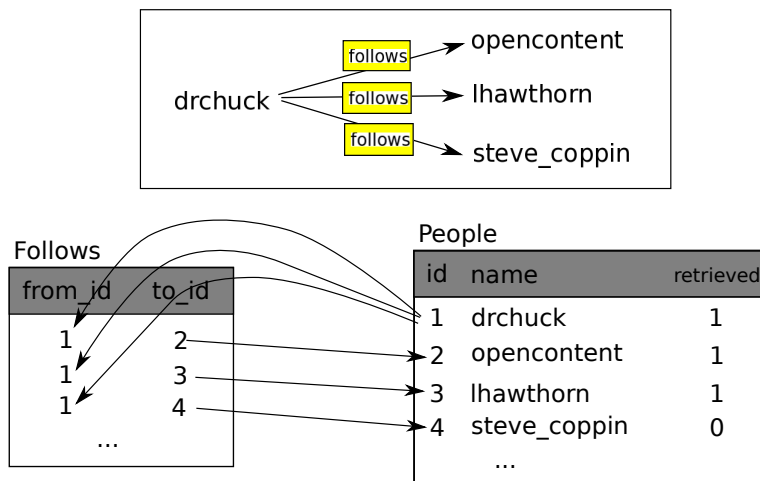 follows opencontent
drchuck follows lhawthorn
follows steve_coppin
Follows
from_id to_id
1 2
1 3
1 4
...
People
id name retrieved
1 drchuck 1
2 opencontent 1
3 lhawthorn 1
4 steve_coppin 0
...